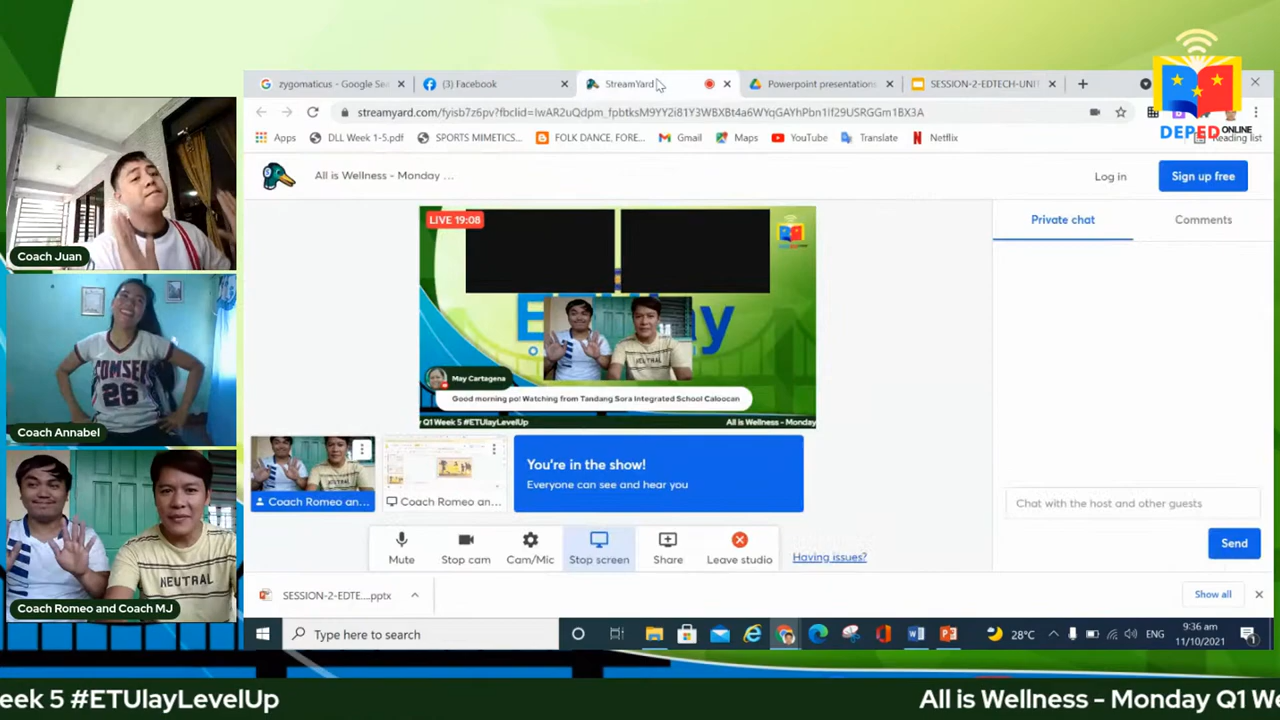 zygomaticus - Google Sea
(3) Facebook
StreamYard
Powerpoint presentations
SESSION-2-EDTECH-UNIT
streamyard.com/fyisb7z6pv?fbclid=IwAR2uQdpm_fpbtksM9YY2i81Y3WBXBt4a6WYqGAYhPbn1If29USRGGm1BX3A
Apps
DLL Week 1-5.pdf
SPORTS MIMETICS...
FOLK DANCE, FORE...
Gmail
Maps
YouTube
Translate
Netflix
Reading list
DEPED ONLINE
All is Wellness - Monday ...
Log in
Sign up free
Private chat
Comments
LIVE 19:08
May Cartagena
Good morning po! Watching from Tandang Sora Integrated School Caloocan
Q1 Week 5 #ETUlayLevelUp
All is Wellness - Monday
Coach Romeo an...
Coach Romeo an...
You're in the show!
Everyone can see and hear you
Mute
Stop cam
Cam/Mic
Stop screen
Share
Leave studio
Having issues?
Chat with the host and other guests
Send
SESSION-2-EDTE....pptx
Show all
Type here to search
28°C
ENG
9:36 am
11/10/2021
Coach Juan
COMSEC
26
Coach Annabel
NEUTRAL
Coach Romeo and Coach MJ
eek 5 #ETUlayLevelUp
All is Wellness - Monday Q1 We